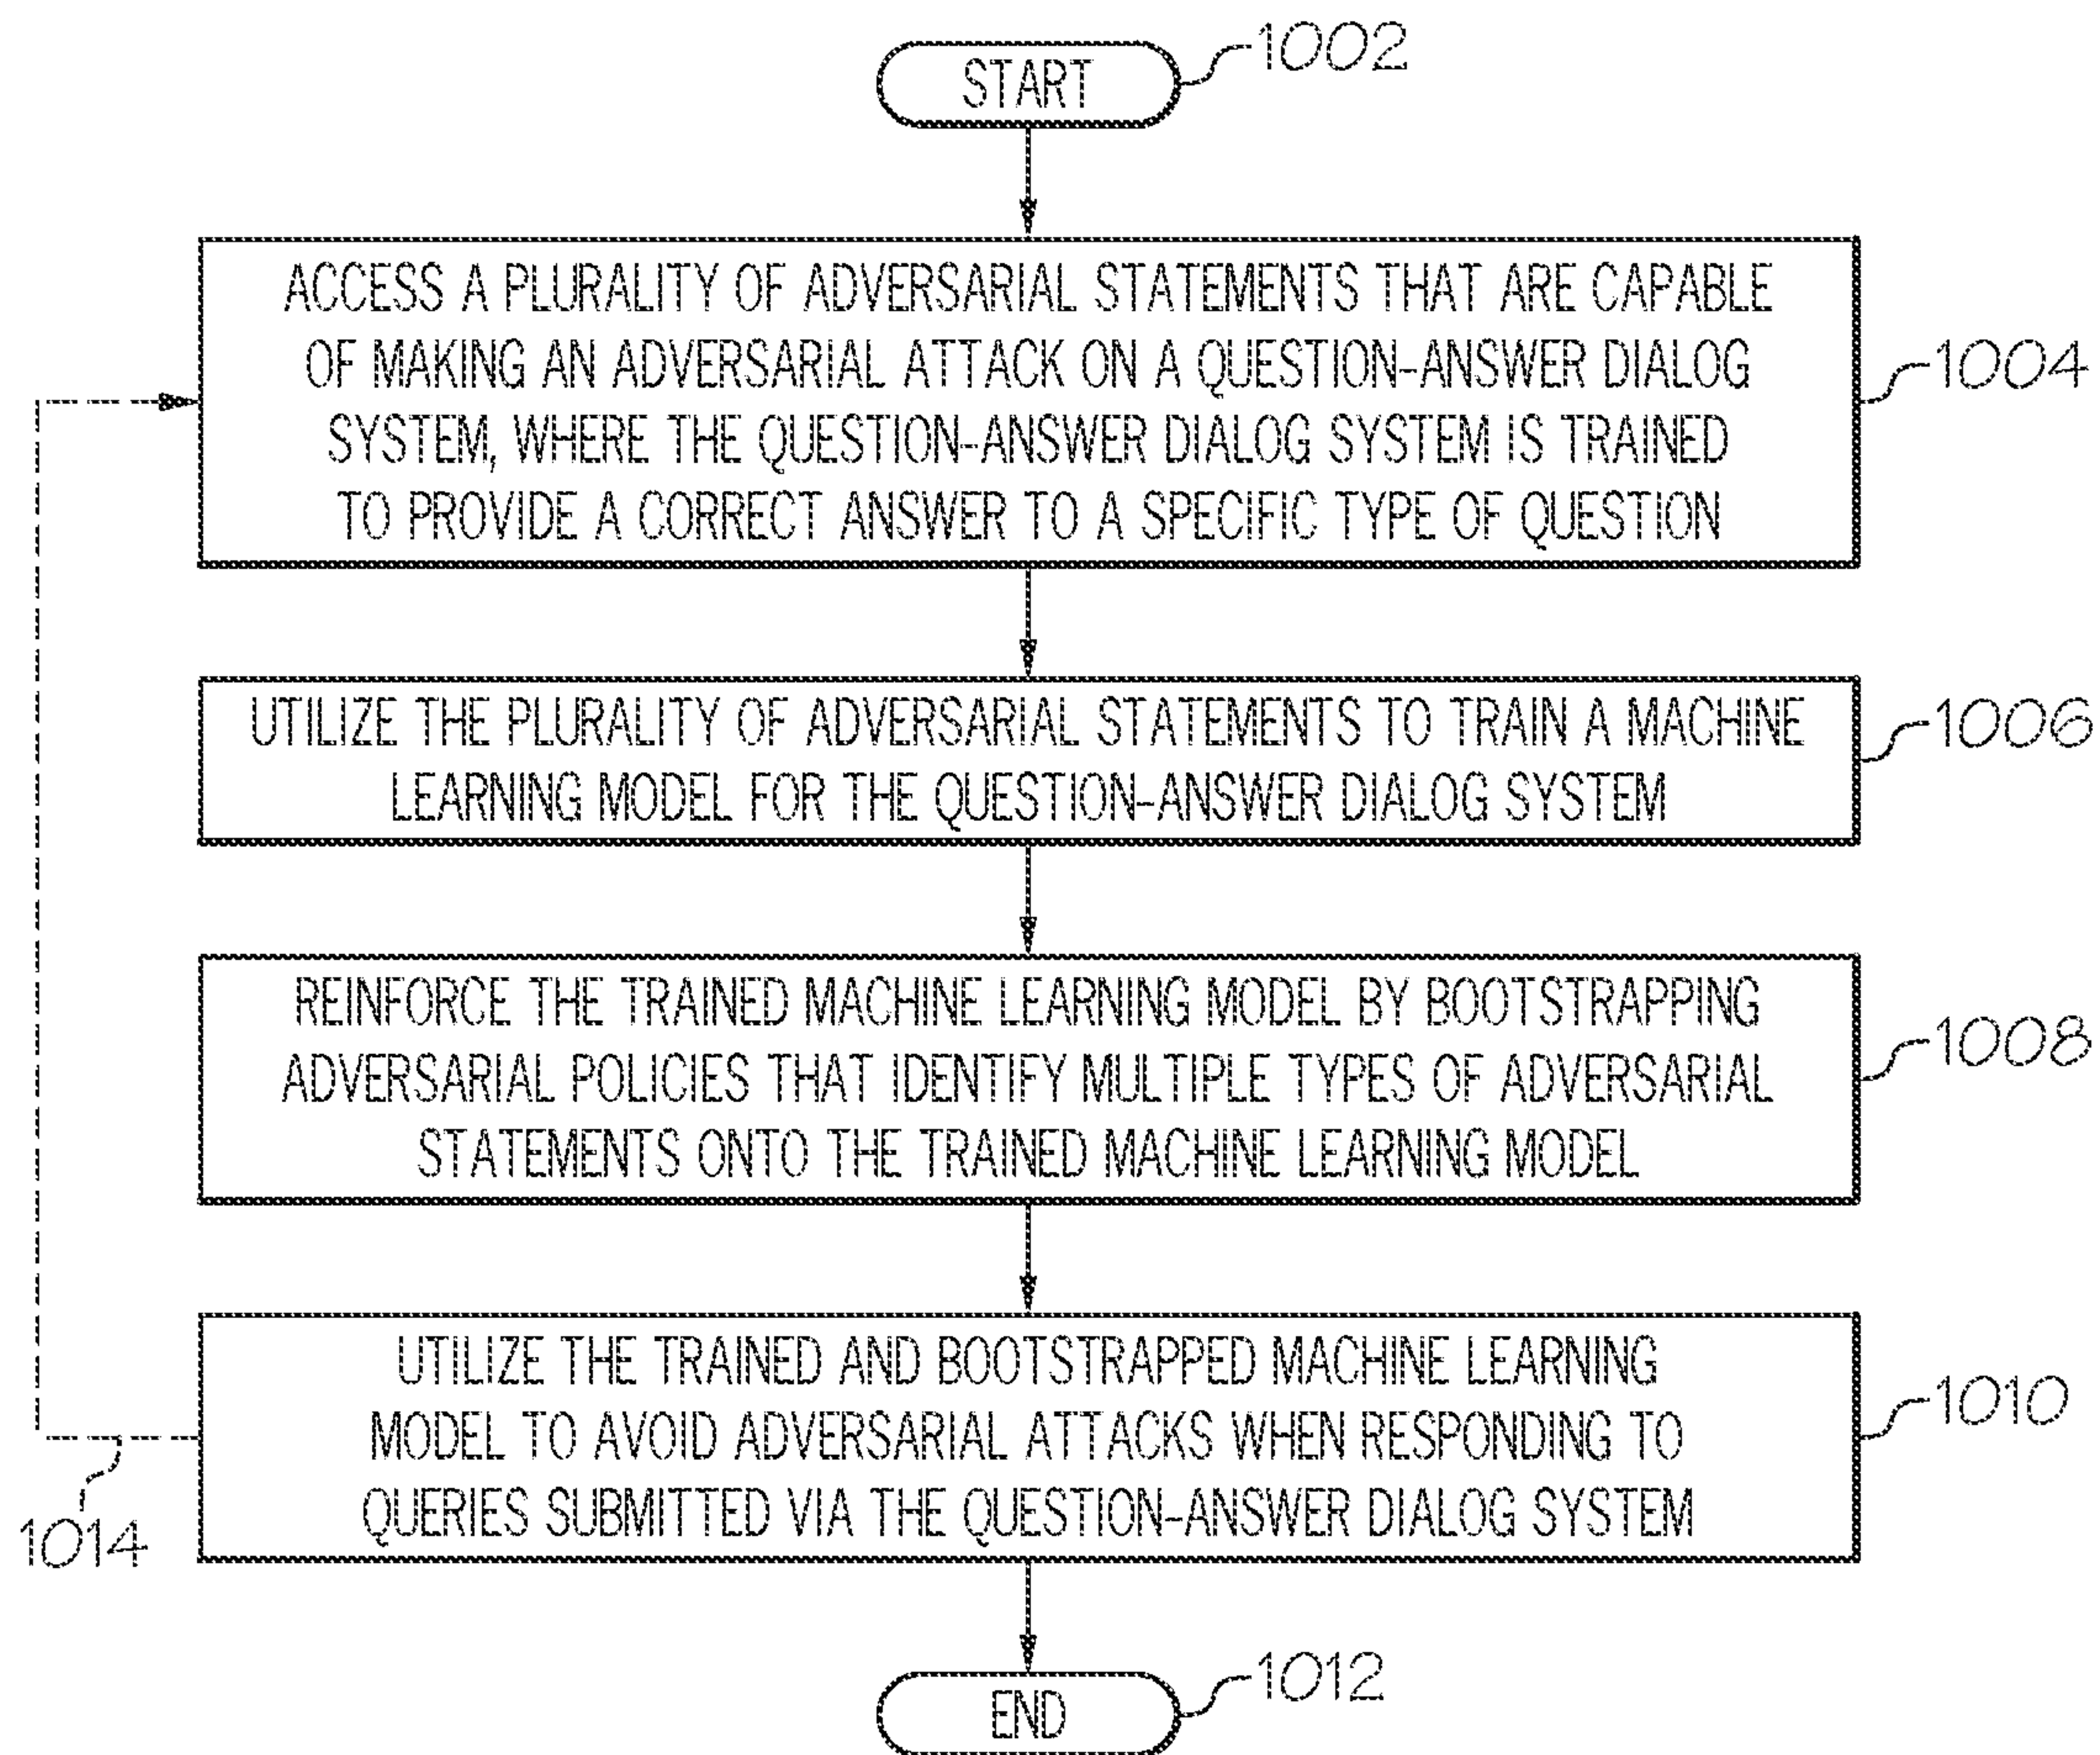 START
1002
ACCESS A PLURALITY OF ADVERSARIAL STATEMENTS THAT ARE CAPABLE
OF MAKING AN ADVERSARIAL ATTACK ON A QUESTION-ANSWER DIALOG
SYSTEM, WHERE THE QUESTION-ANSWER DIALOG SYSTEM IS TRAINED
TO PROVIDE A CORRECT ANSWER TO A SPECIFIC TYPE OF QUESTION
1004
UTILIZE THE PLURALITY OF ADVERSARIAL STATEMENTS TO TRAIN A MACHINE
LEARNING MODEL FOR THE QUESTION-ANSWER DIALOG SYSTEM
1006
REINFORCE THE TRAINED MACHINE LEARNING MODEL BY BOOTSTRAPPING
ADVERSARIAL POLICIES THAT IDENTIFY MULTIPLE TYPES OF ADVERSARIAL
STATEMENTS ONTO THE TRAINED MACHINE LEARNING MODEL
1008
UTILIZE THE TRAINED AND BOOTSTRAPPED MACHINE LEARNING
MODEL TO AVOID ADVERSARIAL ATTACKS WHEN RESPONDING TO
QUERIES SUBMITTED VIA THE QUESTION-ANSWER DIALOG SYSTEM
1010
1014
END
1012